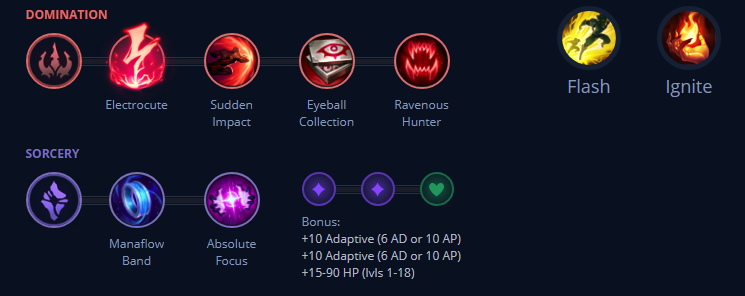 DOMINATION
Electrocute
Sudden
Impact
Eyeball
Collection
Ravenous
Hunter
Flash
Ignite
SORCERY
Manaflow
Band
Absolute
Focus
Bonus:
+10 Adaptive (6 AD or 10 AP)
+10 Adaptive (6 AD or 10 AP)
+15-90 HP (lvls 1-18)